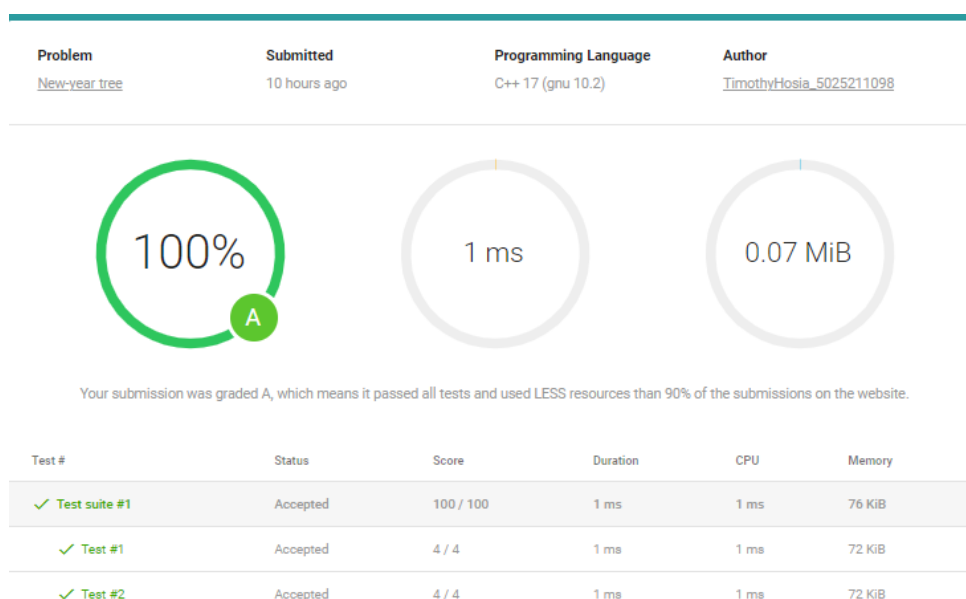 Problem Submitted Programming Language Author
New-year tree 10 hours ago C++ 17 (gnu 10.2) TimothyHosia_5025211098
100% 1 ms 0.07 MiB
A
Your submission was graded A, which means it passed all tests and used LESS resources than 90% of the submissions on the website.
Test # Status Score Duration CPU Memory
Test suite #1 Accepted 100 / 100 1 ms 1 ms 76 KiB
Test #1 Accepted 4 / 4 1 ms 1 ms 72 KiB
Test #2 Accepted 4 / 4 1 ms 1 ms 72 KiB